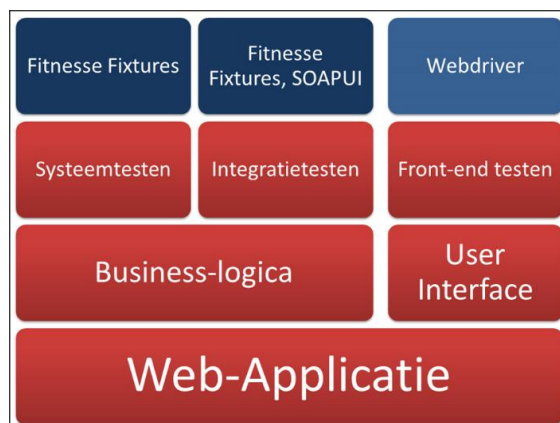 Fitnesse Fixtures
Fitnesse
Fixtures, SOAPUI
Webdriver
Systeemtesten
Integratietesten
Front-end testen
Business-logica
User
Interface
Web-Applicatie